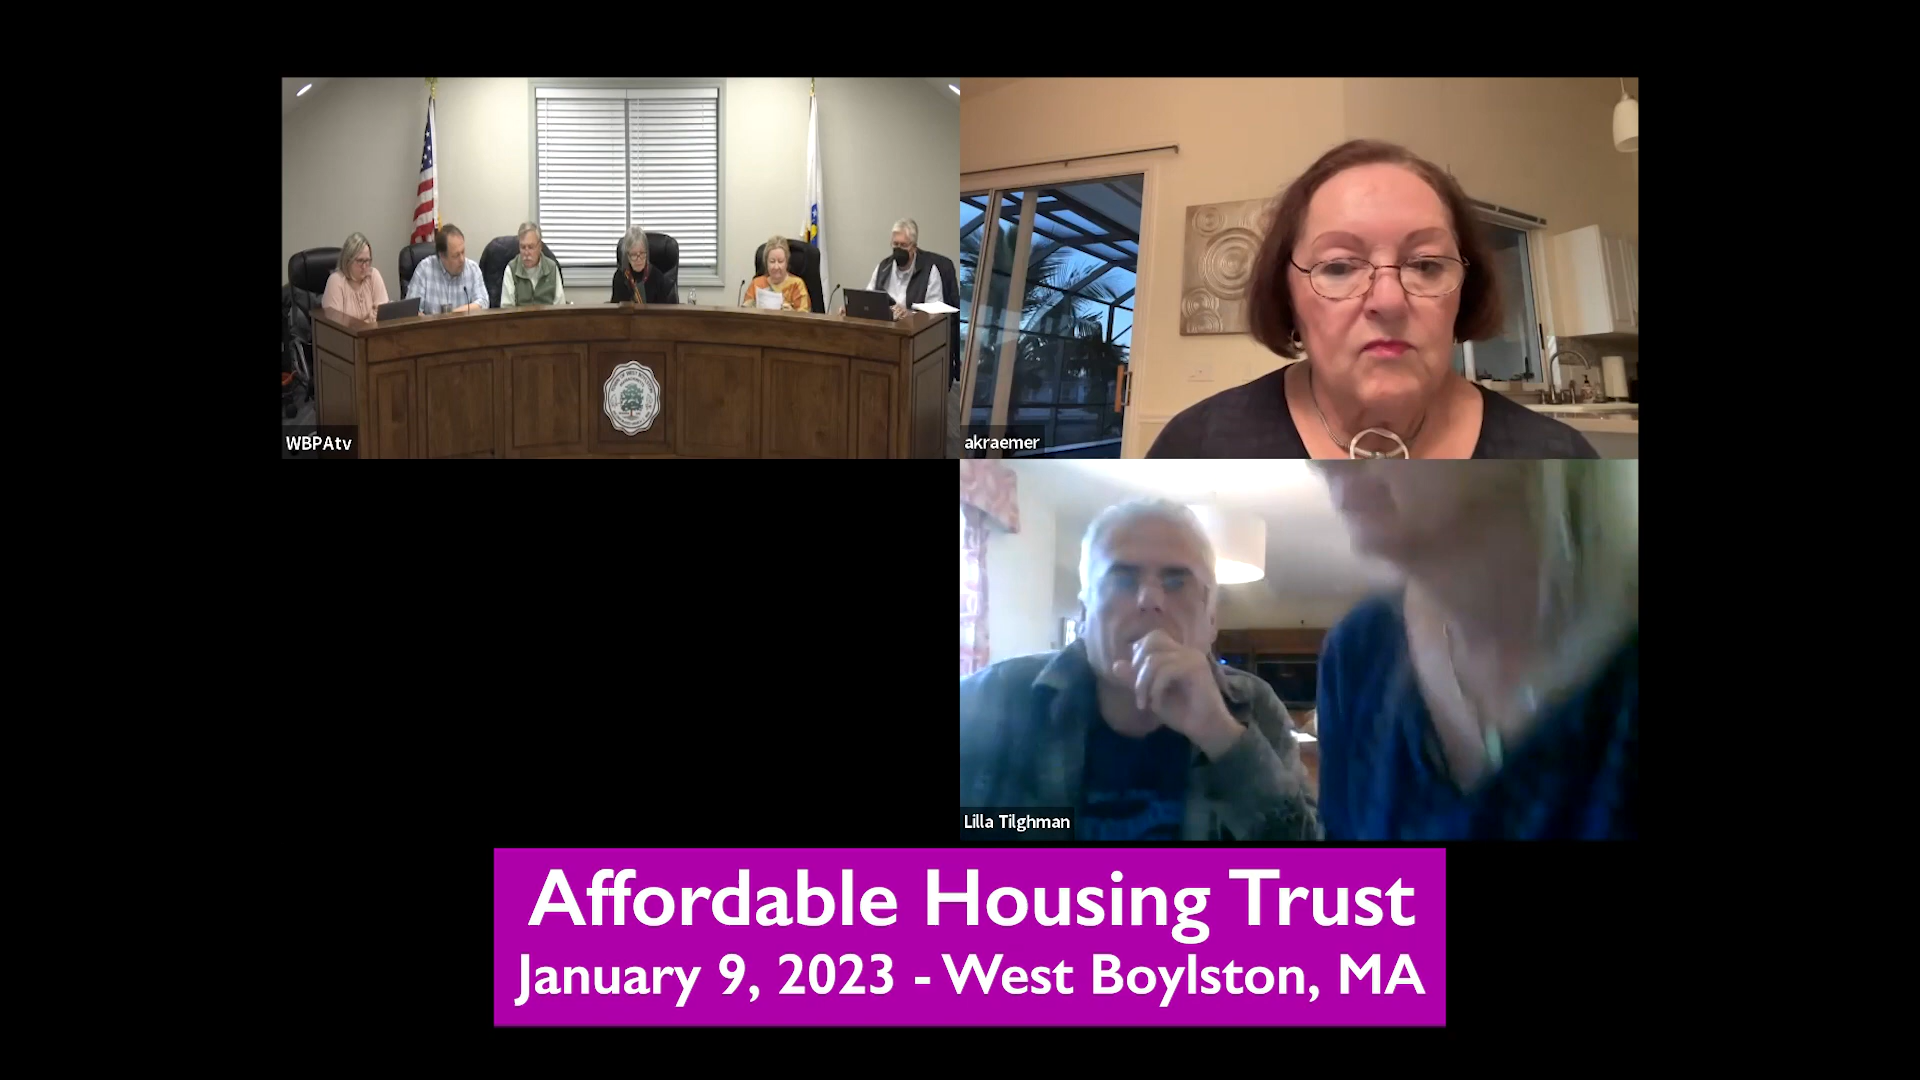 WBPAtv
akraemer
Lilla Tilghman
Affordable Housing Trust
January 9, 2023 - West Boylston, MA